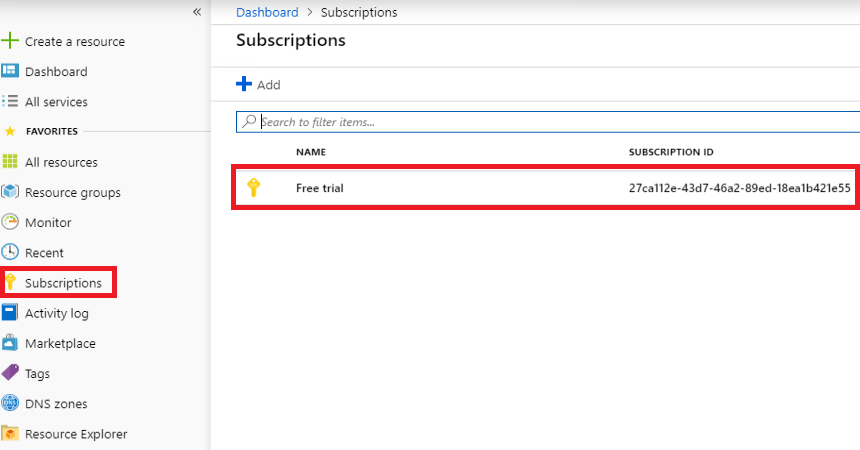 «
Create a resource
Dashboard
All services
FAVORITES
All resources
Resource groups
Monitor
Recent
Subscriptions
Activity log
Marketplace
Tags
DNS zones
Resource Explorer
Dashboard > Subscriptions
Subscriptions
Add
Search to filter items...
NAME SUBSCRIPTION ID
Free trial 27ca112e-43d7-46a2-89ed-18ea1b421e55